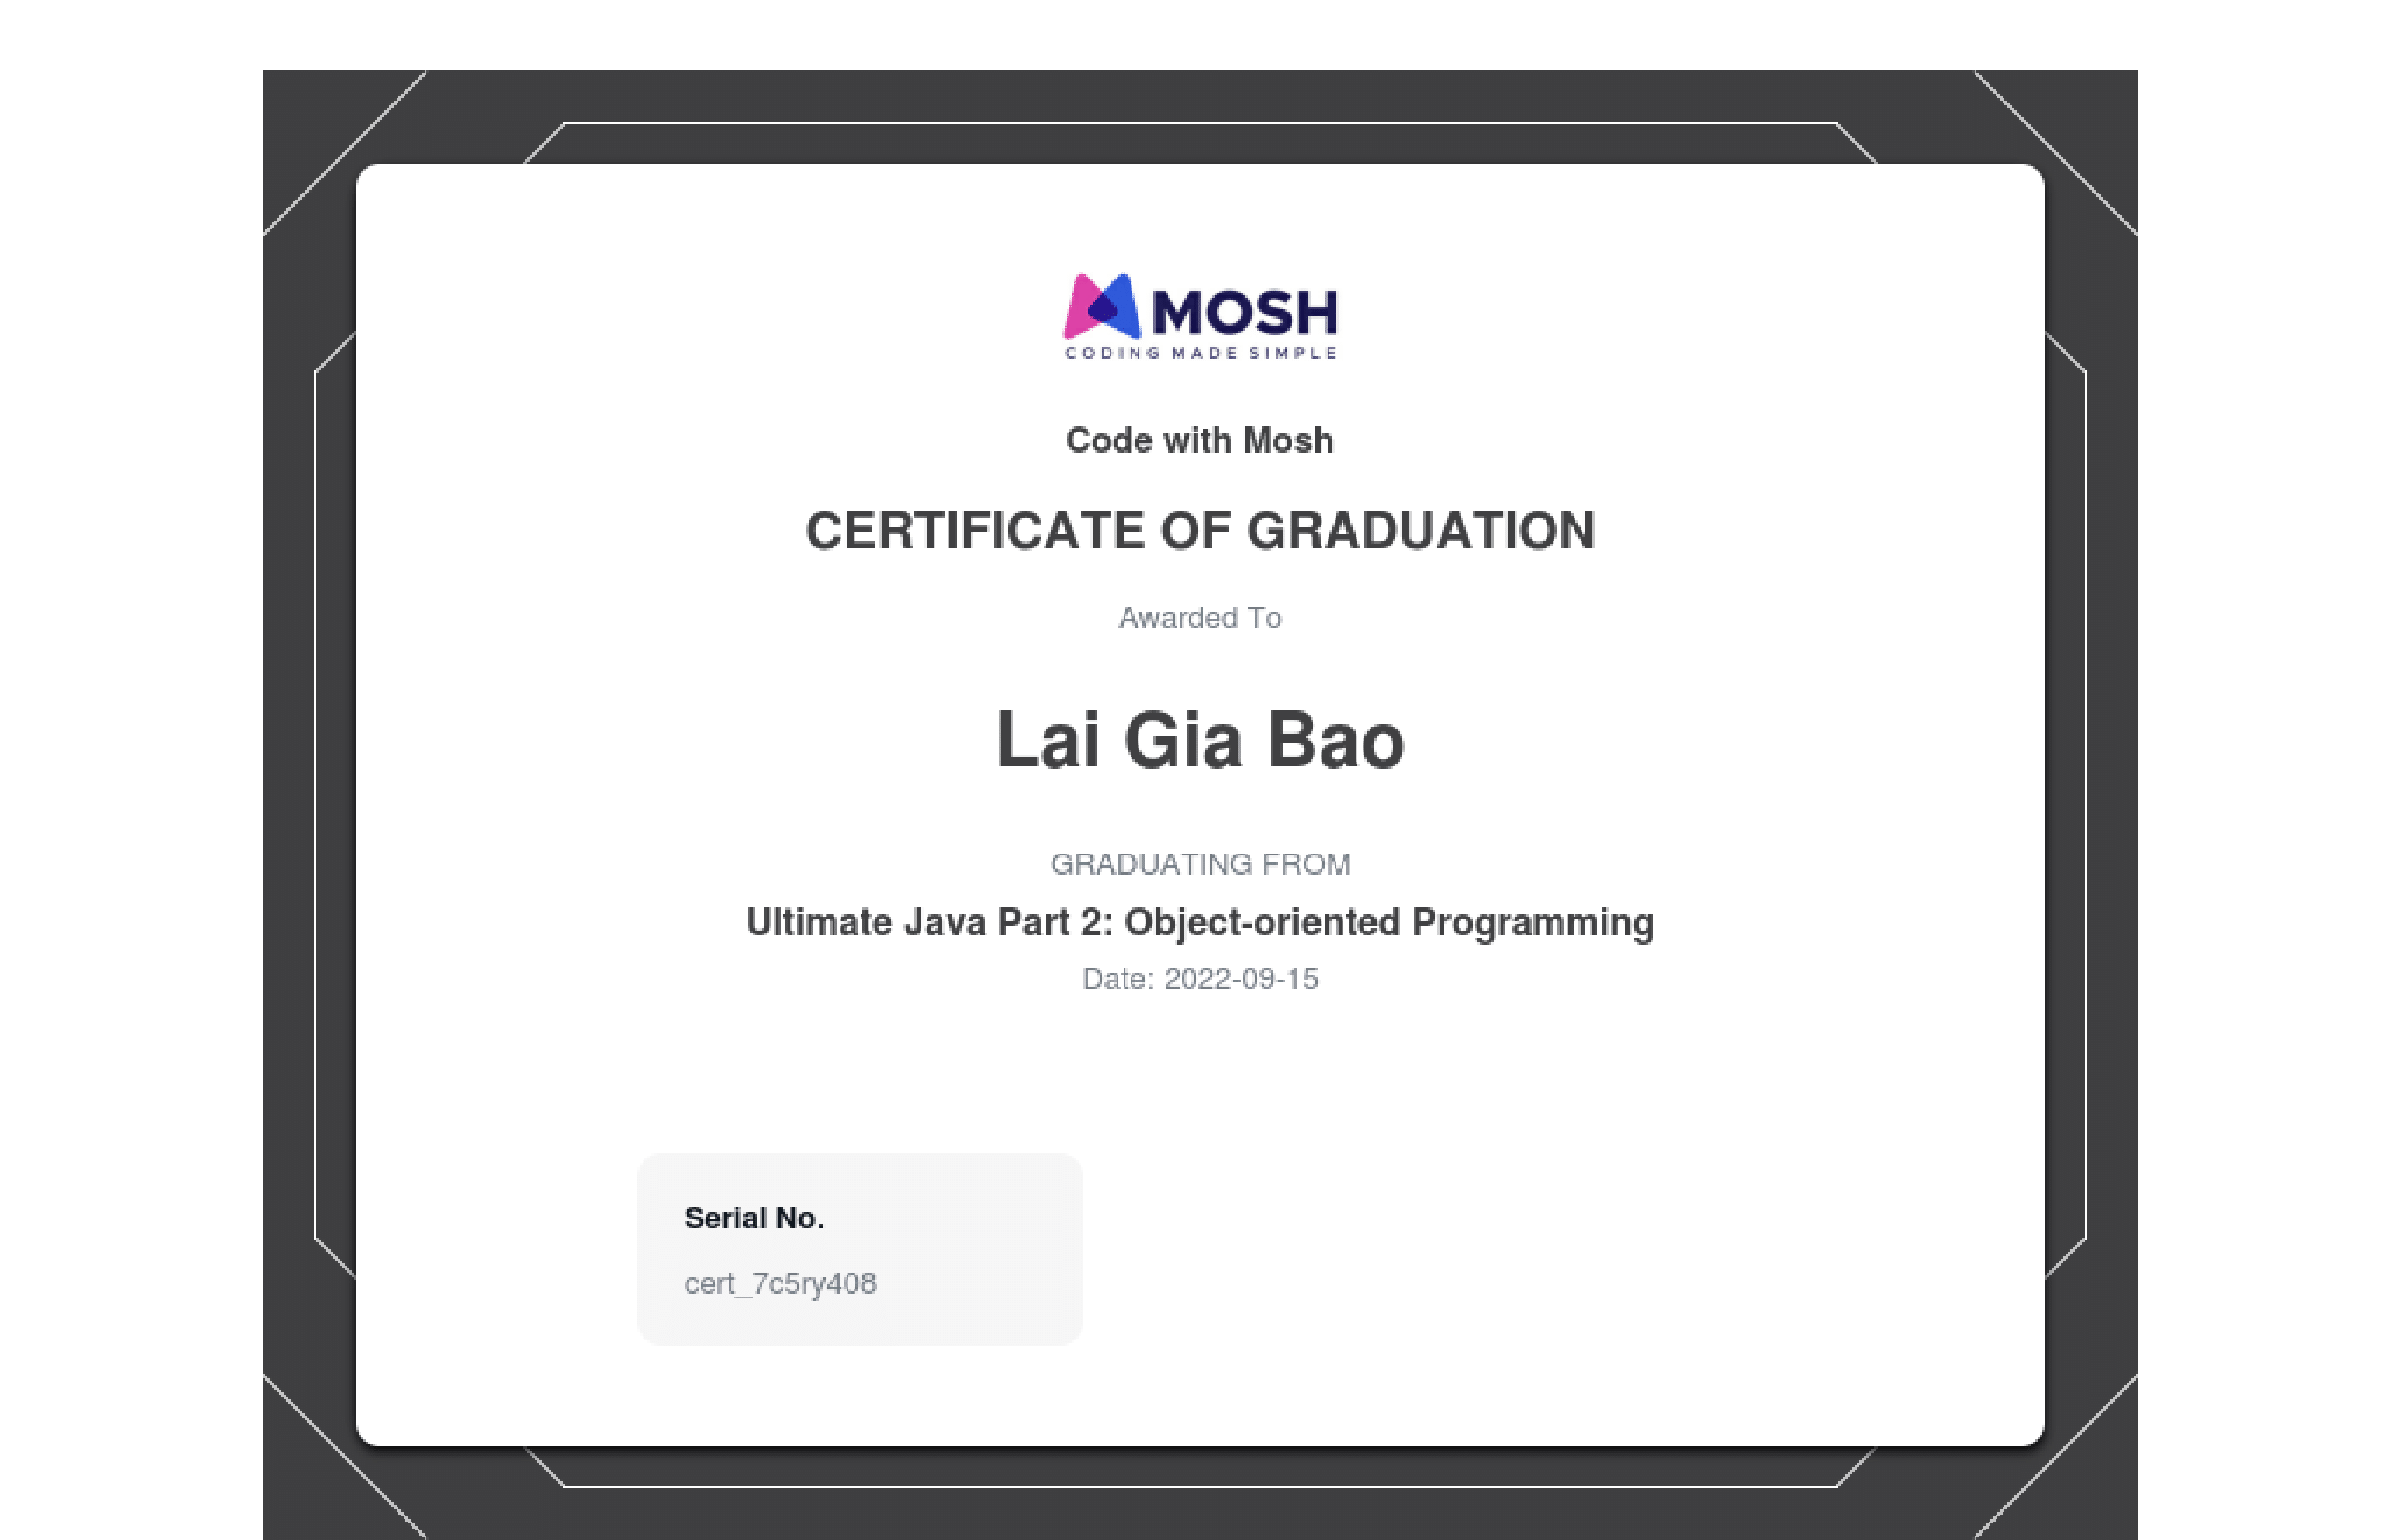 MOSH
CODING MADE SIMPLE
Code with Mosh
CERTIFICATE OF GRADUATION
Awarded To
Lai Gia Bao
GRADUATING FROM
Ultimate Java Part 2: Object-oriented Programming
Date: 2022-09-15
Serial No.
cert_7c5ry408